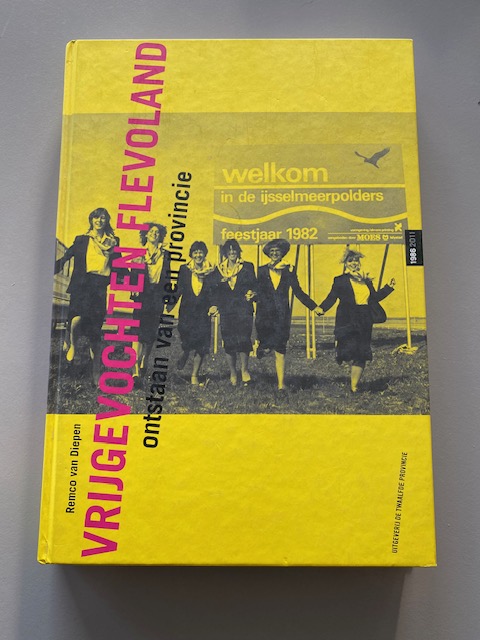 Remco van Diepen
VRIJGEVOCHTEN FLEVOLAND
ontstaan van een provincie
welkom
in de ijsselmeerpolders
feestjaar 1982
MOES
1986 2011
UITGEVERIJ DE TWAALFDE PROVINCIE